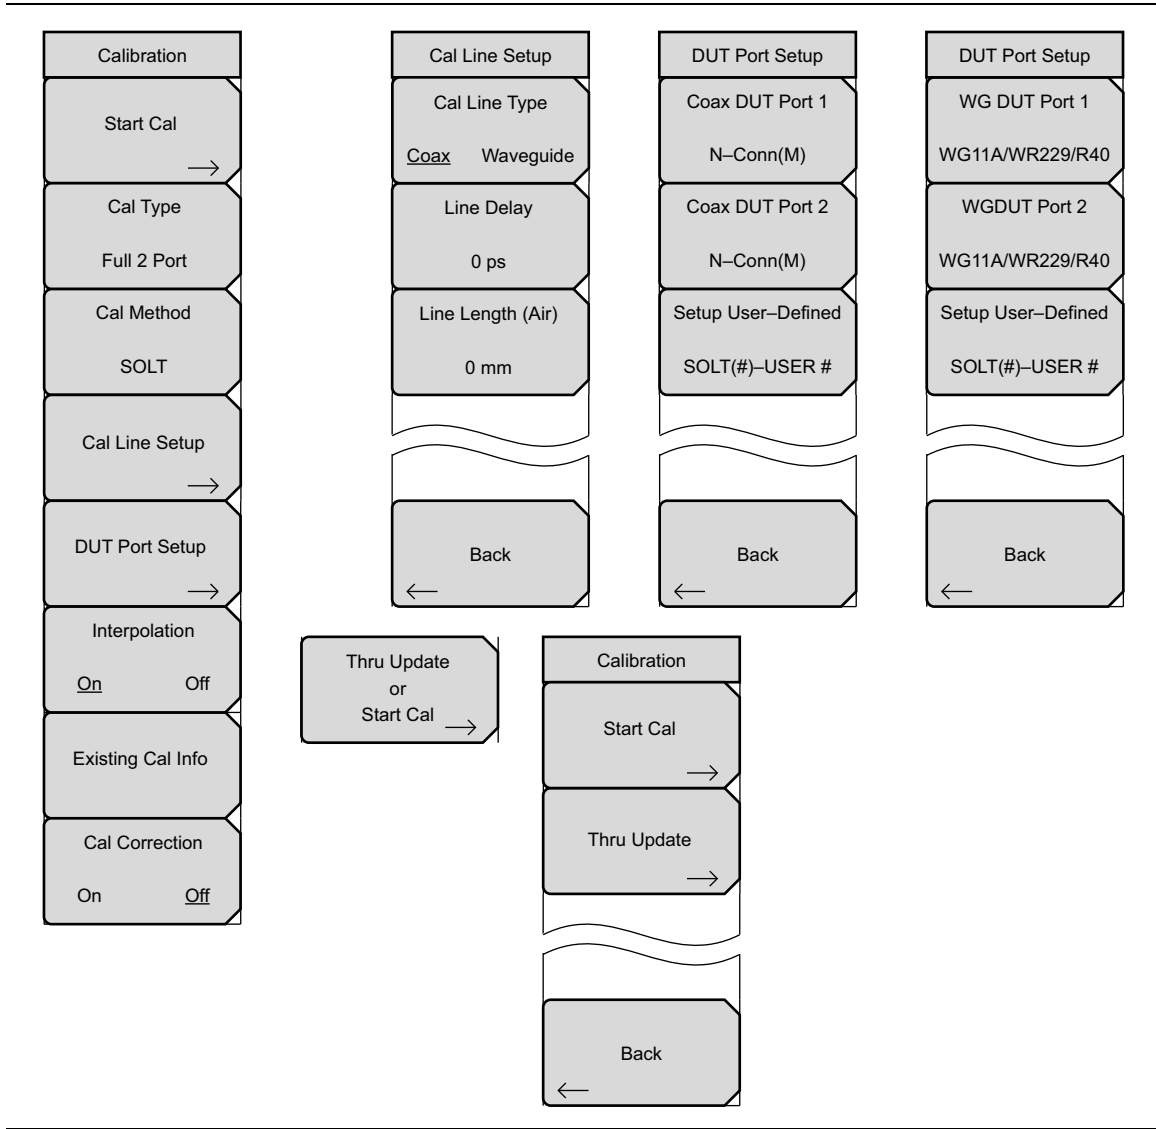 Calibration
Start Cal
Cal Type
Full 2 Port
Cal Method
SOLT
Cal Line Setup
DUT Port Setup
Interpolation
On Off
Existing Cal Info
Cal Correction
On Off
Cal Line Setup
Cal Line Type
Coax Waveguide
Line Delay
0 ps
Line Length (Air)
0 mm
Back
DUT Port Setup
Coax DUT Port 1
N–Conn(M)
Coax DUT Port 2
N–Conn(M)
Setup User–Defined
SOLT(#)–USER #
Back
DUT Port Setup
WG DUT Port 1
WG11A/WR229/R40
WGDUT Port 2
WG11A/WR229/R40
Setup User–Defined
SOLT(#)–USER #
Back
Thru Update
or
Start Cal
Calibration
Start Cal
Thru Update
Back